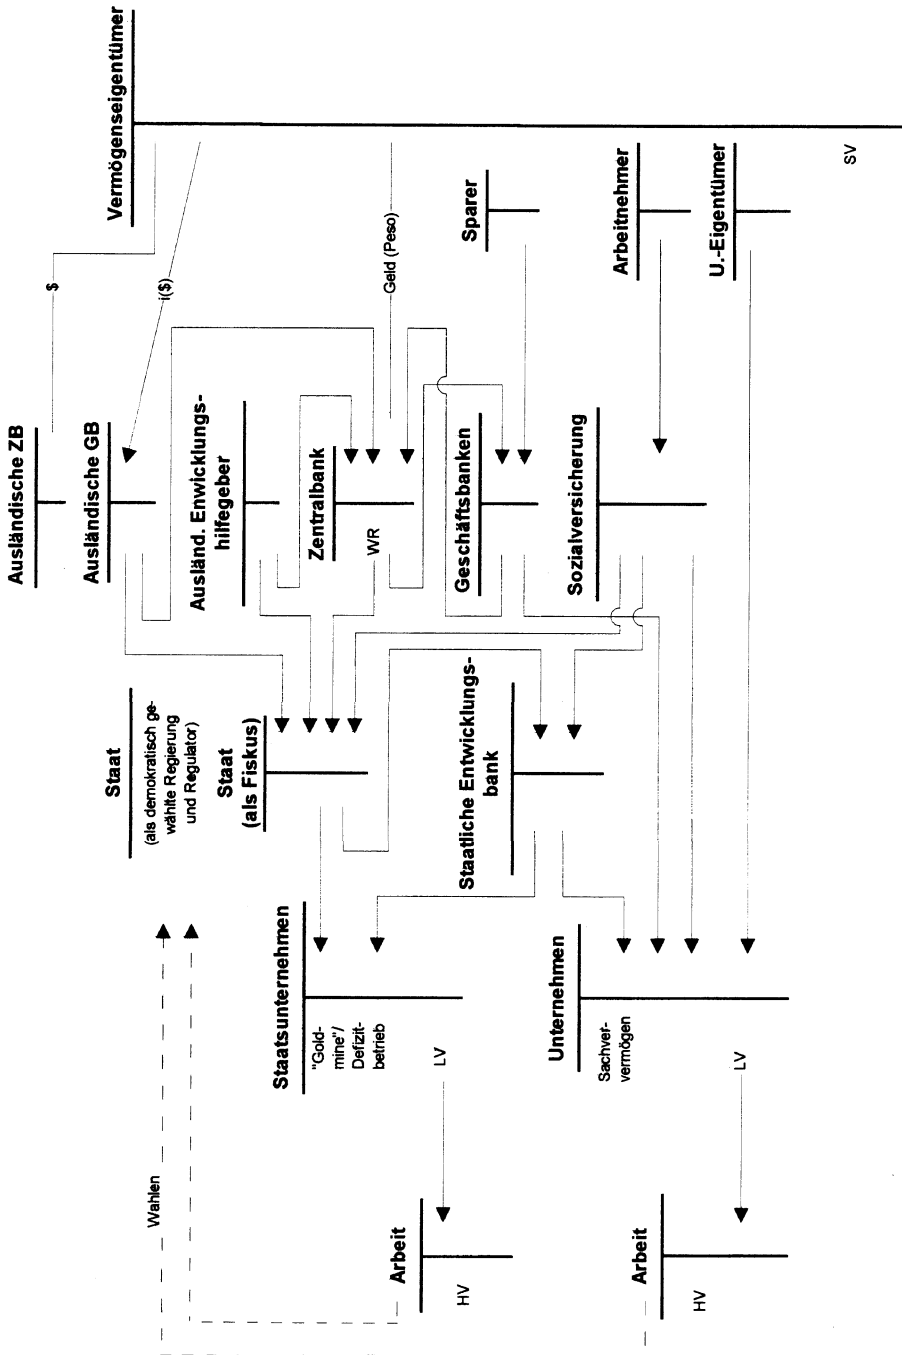 Vermögenseigentümer
$
i($)
Geld (Peso)
Sparer
Arbeitnehmer
U.-Eigentümer
SV
Ausländische ZB
Ausländische GB
Ausländ. Enwicklungs-
hilfegeber
Zentralbank
WR
Geschäftsbanken
Sozialversicherung
Staat
(als demokratisch ge-
wählte Regierung
und Regulator)
Staat
(als Fiskus)
Staatliche Entwicklungs-
bank
Staatsunternehmen
"Gold-
mine"/
Defizit-
betrieb
LV
Unternehmen
Sachver-
vermögen
LV
Wahlen
Arbeit
HV
Arbeit
HV